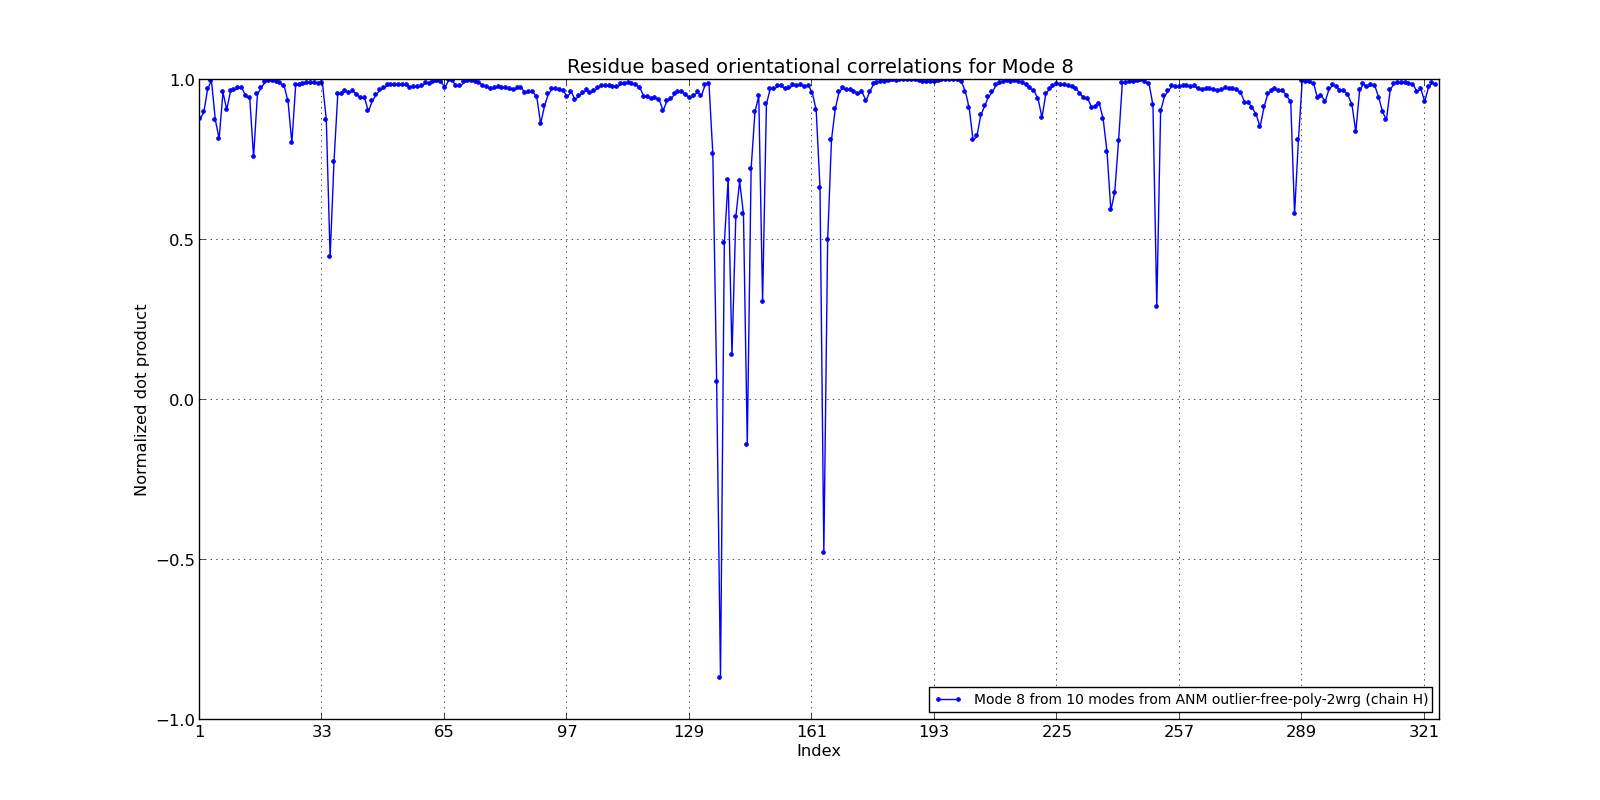 Residue based orientational correlations for Mode 8
1.0
0.5
0.0
−0.5
−1.0
Normalized dot product
Mode 8 from 10 modes from ANM outlier-free-poly-2wrg (chain H)
1 33 65 97 129 161 193 225 257 289 321
Index